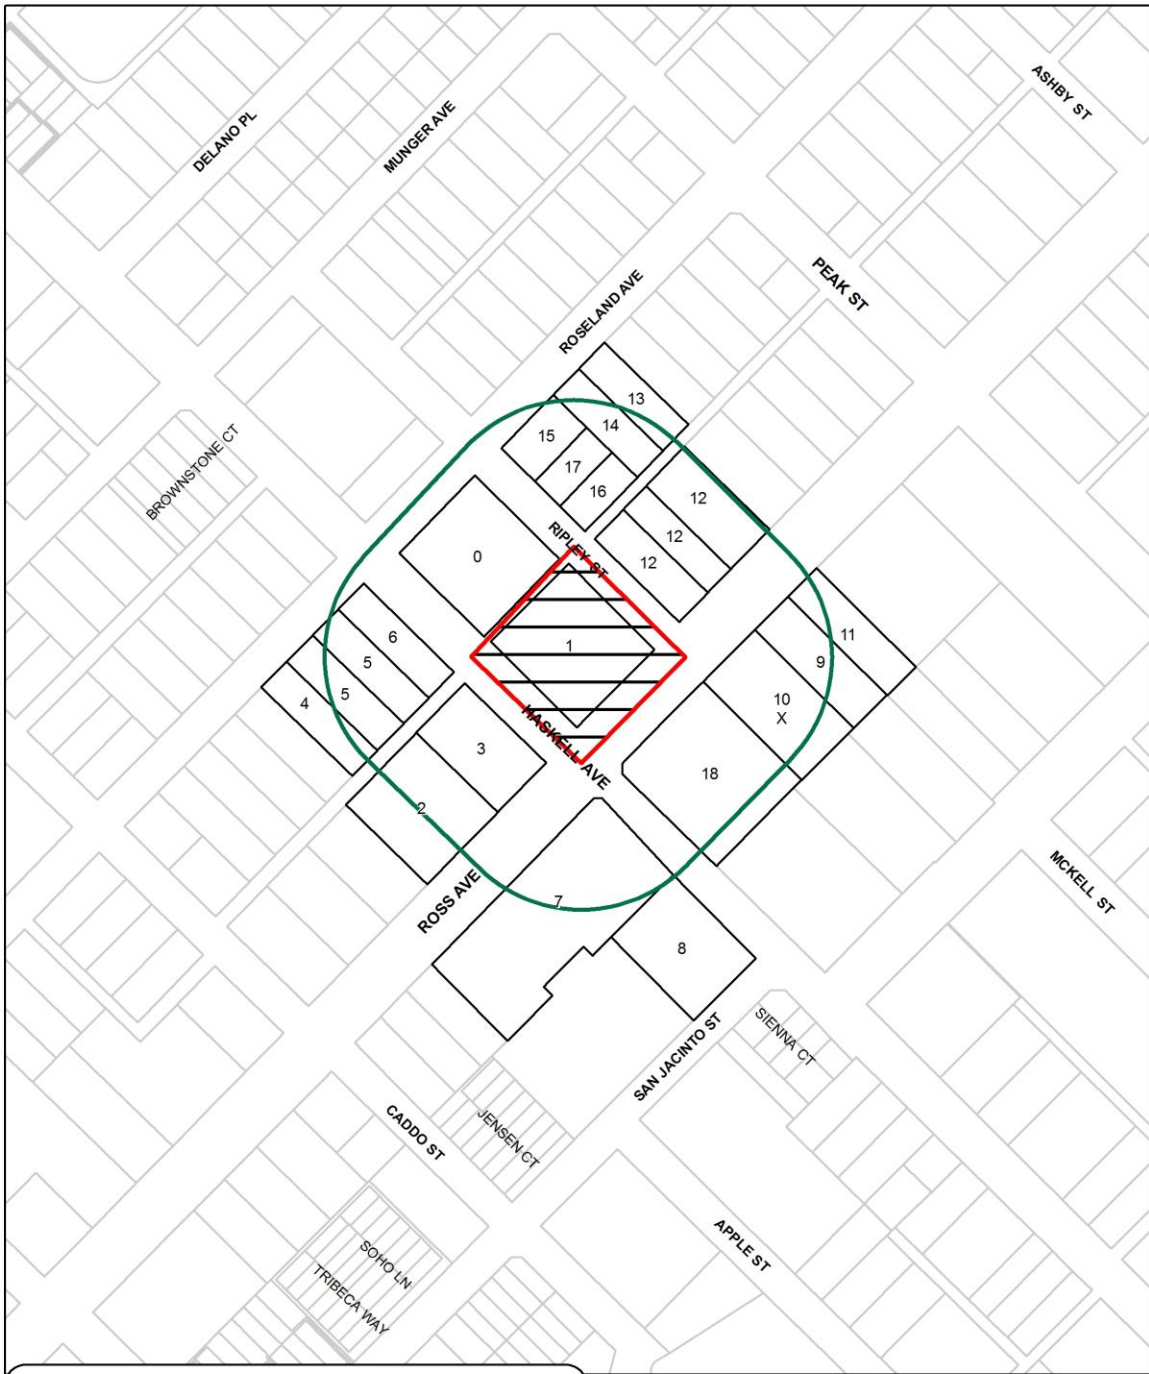 ASHBY ST
DELANO PL
MUNGER AVE
PEAK ST
ROSELAND AVE
13
14
15
17
16
12
12
12
BROWNSTONE CT
RIPLEY ST
0
1
6
5
5
4
11
9
10
X
3
HASKELL AVE
18
2
ROSS AVE
7
8
MCKELL ST
SAN JACINTO ST
SIENNA CT
CADDO ST
JENSEN CT
SOHO LN
TRIBECA WAY
APPLE ST